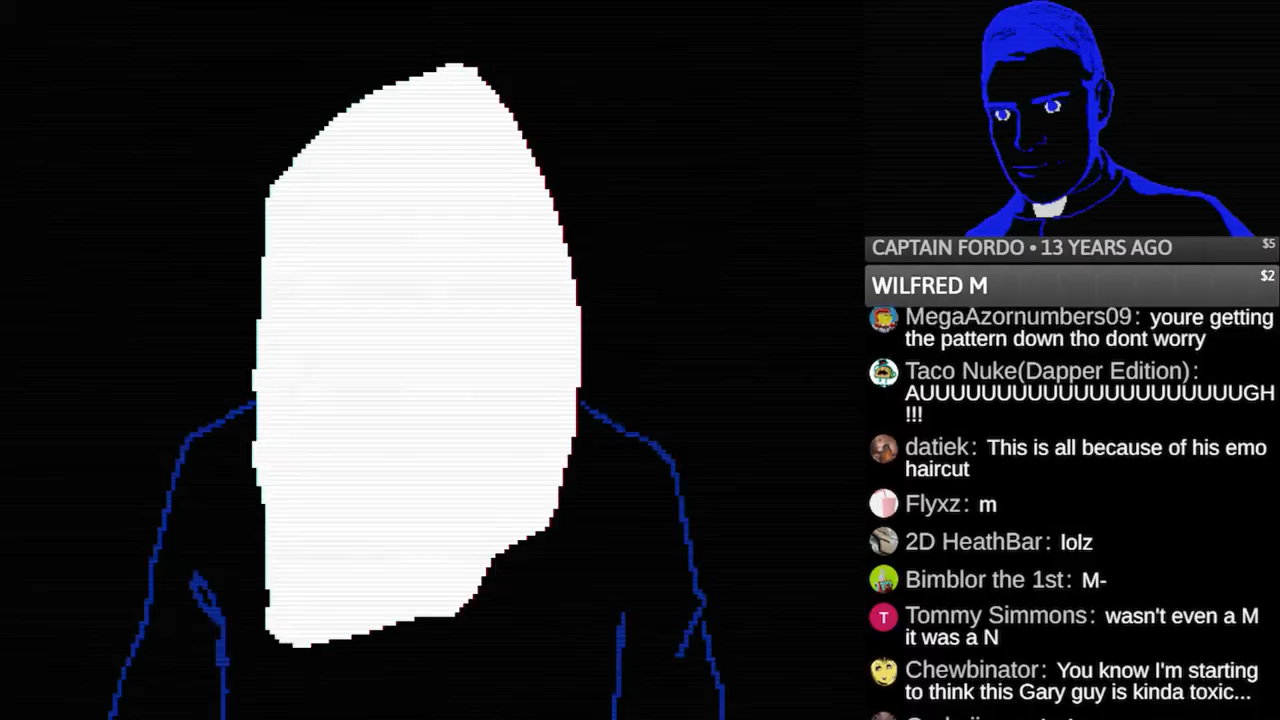 CAPTAIN FORDO • 13 YEARS AGO $5
WILFRED M $2
MegaAzornumbers09: youre getting
the pattern down tho dont worry
Taco Nuke(Dapper Edition):
AUUUUUUUUUUUUUUUUUUUUGH
!!!
datiek: This is all because of his emo
haircut
Flyxz: m
2D HeathBar: lolz
Bimblor the 1st: M-
T
Tommy Simmons: wasn't even a M
it was a N
Chewbinator: You know I'm starting
to think this Gary guy is kinda toxic...